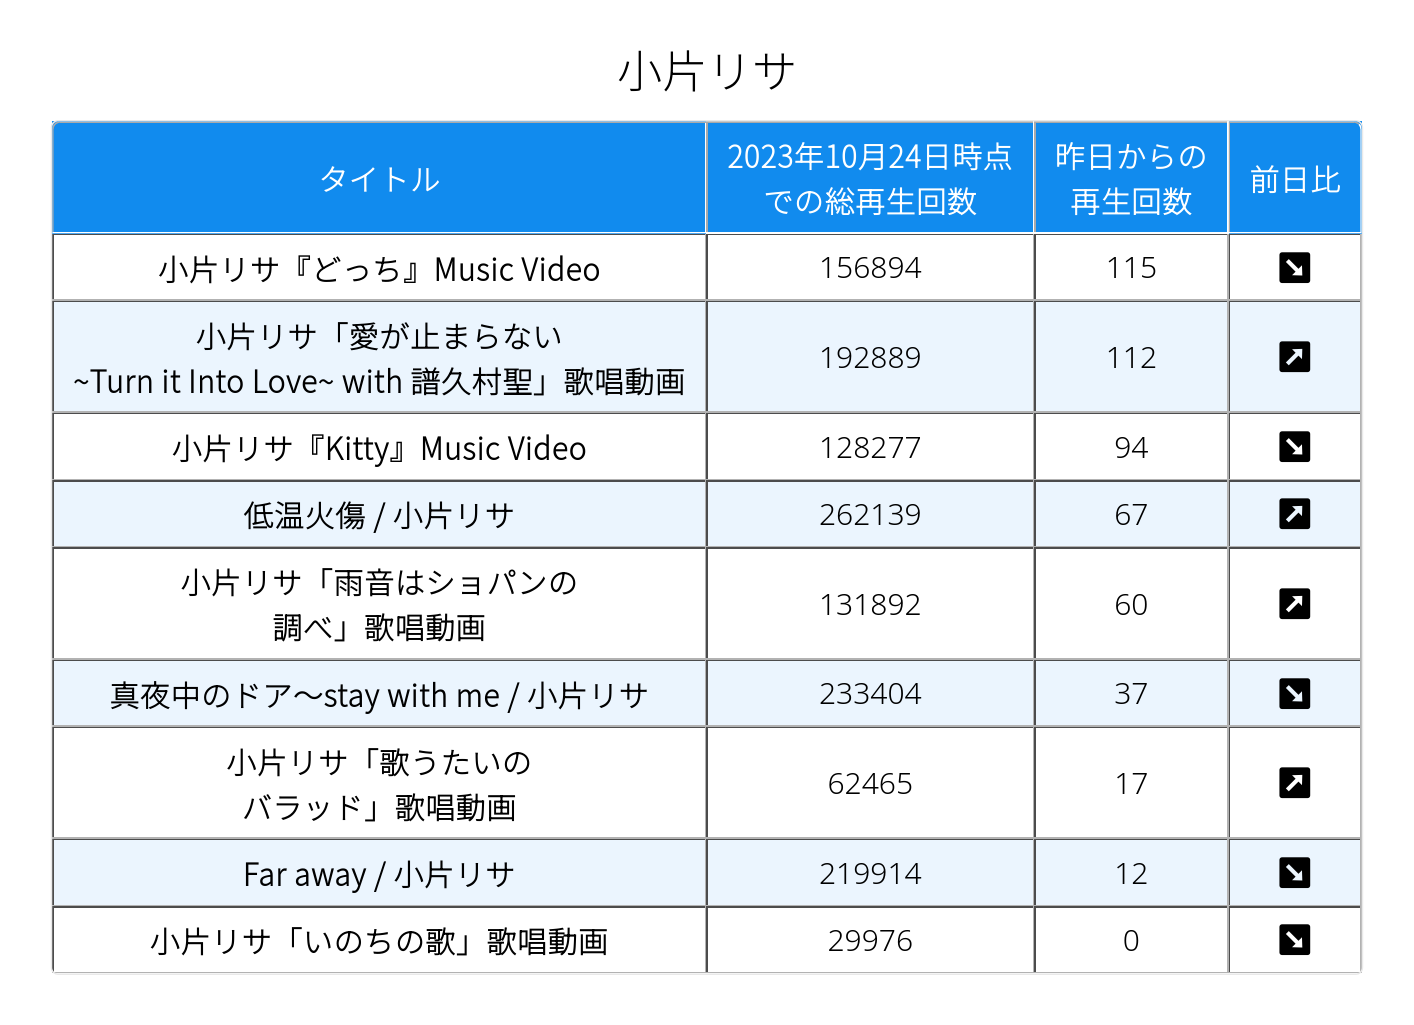 小片リサ
タイトル
2023年10月24日時点
での総再生回数
昨日からの
再生回数
前日比
小片リサ『どっち』Music Video
156894
115
小片リサ「愛が止まらない
~Turn it Into Love~ with 譜久村聖」歌唱動画
192889
112
小片リサ『Kitty』Music Video
128277
94
低温火傷 / 小片リサ
262139
67
小片リサ「雨音はショパンの
調べ」歌唱動画
131892
60
真夜中のドア〜stay with me / 小片リサ
233404
37
小片リサ「歌うたいの
バラッド」歌唱動画
62465
17
Far away / 小片リサ
219914
12
小片リサ「いのちの歌」歌唱動画
29976
0